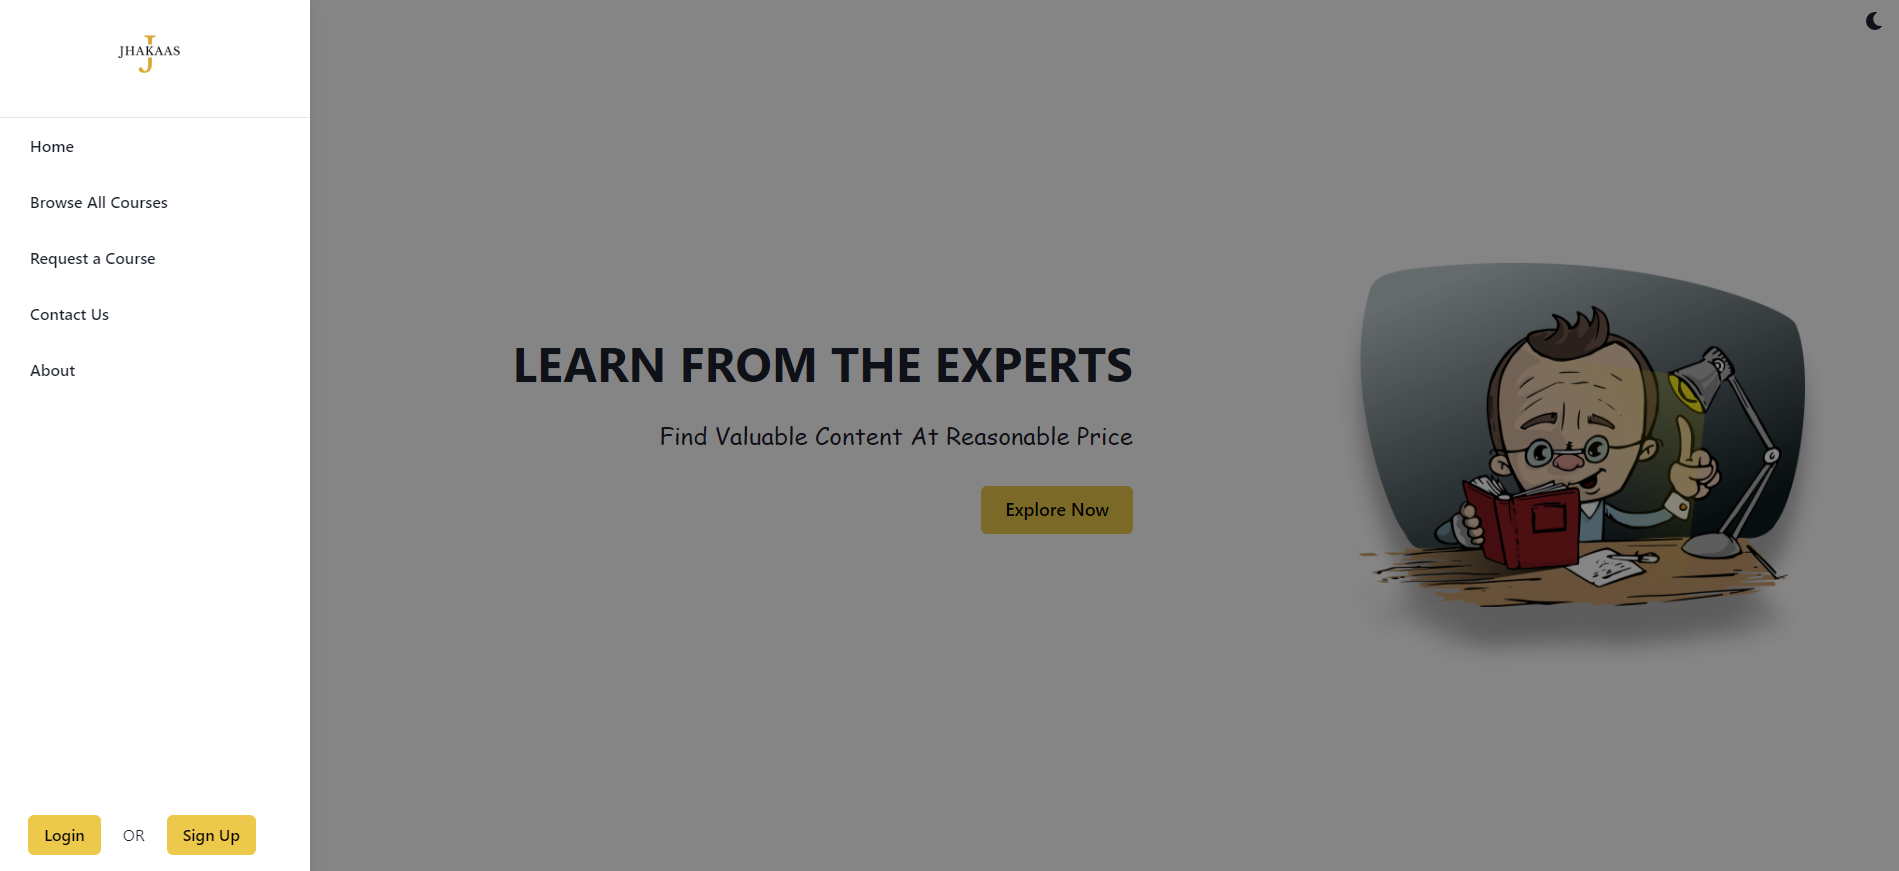 JHAKAAS
J
Home
Browse All Courses
Request a Course
Contact Us
About
Login OR Sign Up
LEARN FROM THE EXPERTS
Find Valuable Content At Reasonable Price
Explore Now